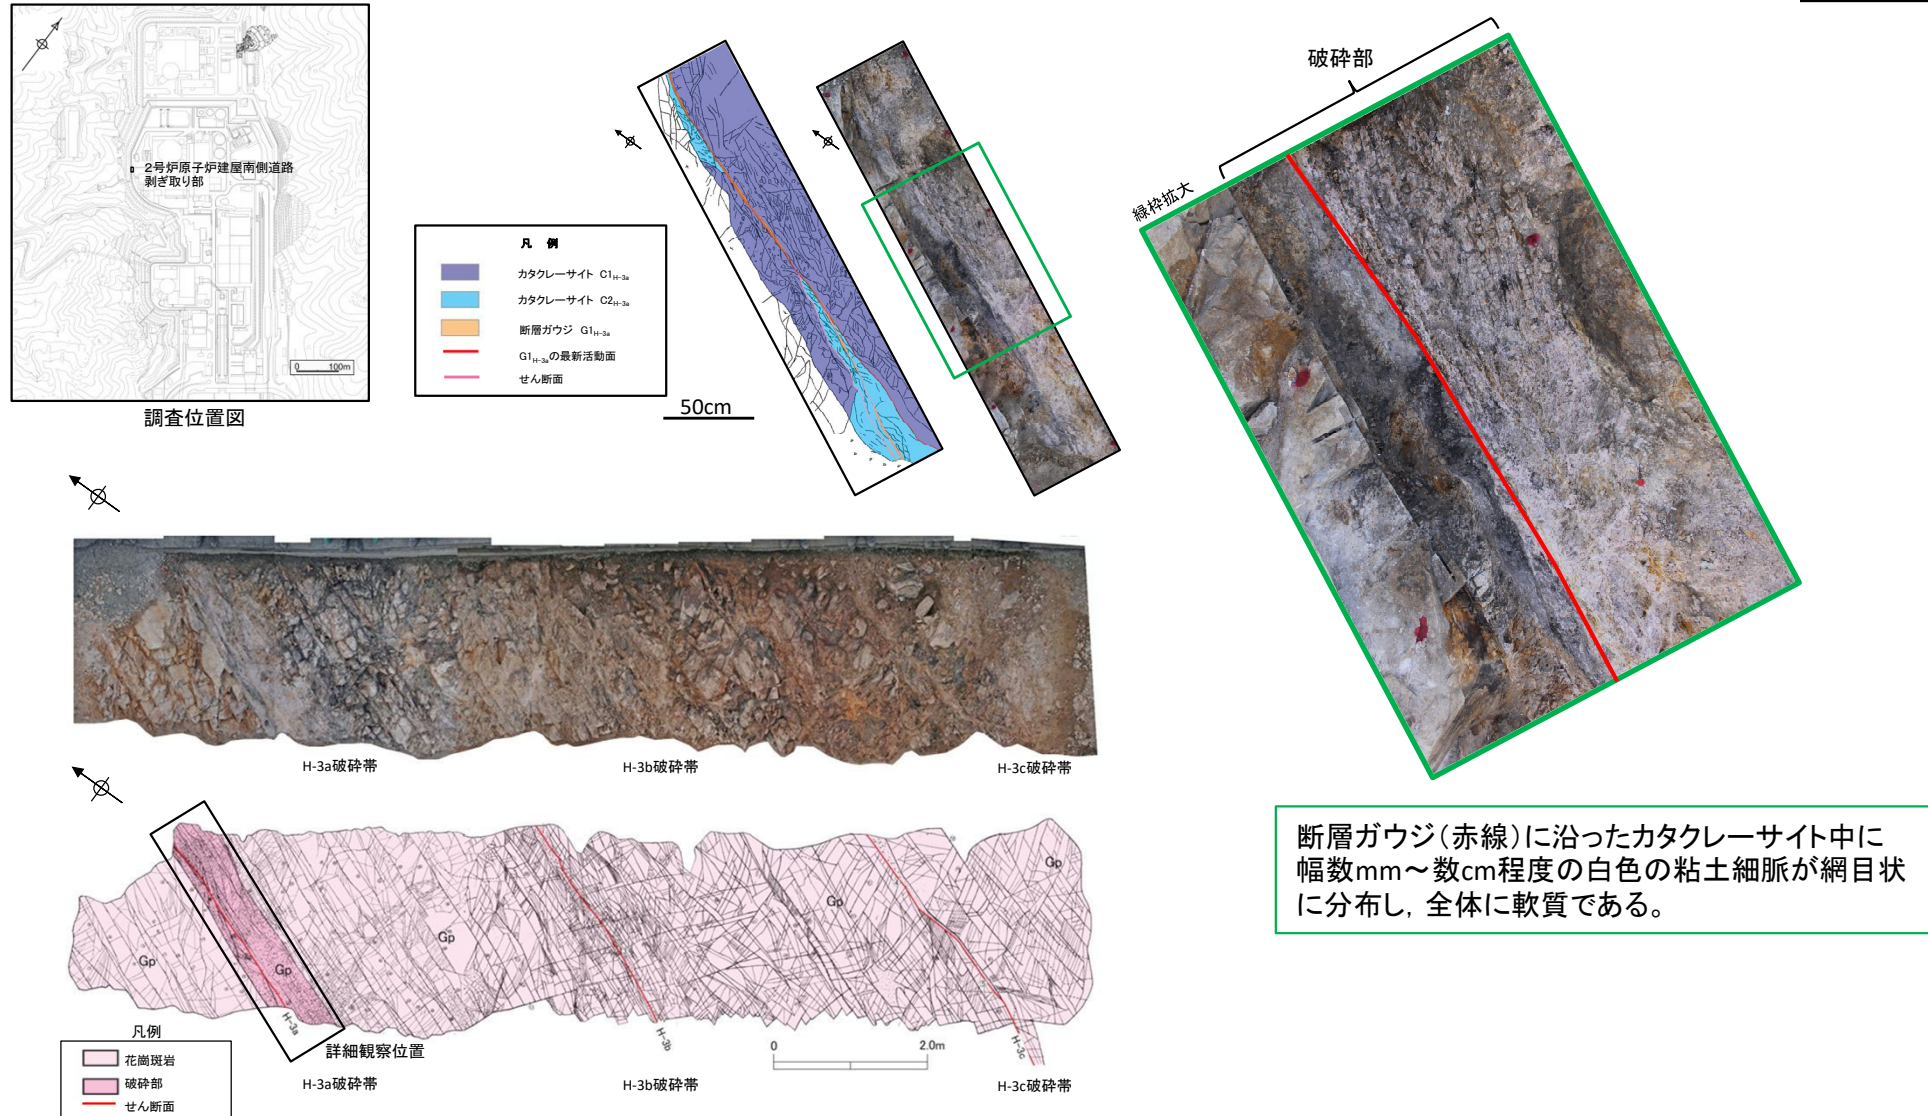 2号炉原子炉建屋南側道路
剥ぎ取り部
0 100m
調査位置図
凡 例
カタクレーサイト C1H-3a
カタクレーサイト C2H-3a
断層ガウジ G1H-3a
G1H-3aの最新活動面
せん断面
50cm
破砕部
緑枠拡大
H-3a破砕帯
H-3b破砕帯
H-3c破砕帯
Gp
Gp
Gp
Gp
Gp
H-3a
H-3b
H-3c
詳細観察位置
0 2.0m
凡例
花崗斑岩
破砕部
せん断面
H-3a破砕帯
H-3b破砕帯
H-3c破砕帯
断層ガウジ(赤線)に沿ったカタクレーサイト中に
幅数mm~数cm程度の白色の粘土細脈が網目状
に分布し,全体に軟質である。